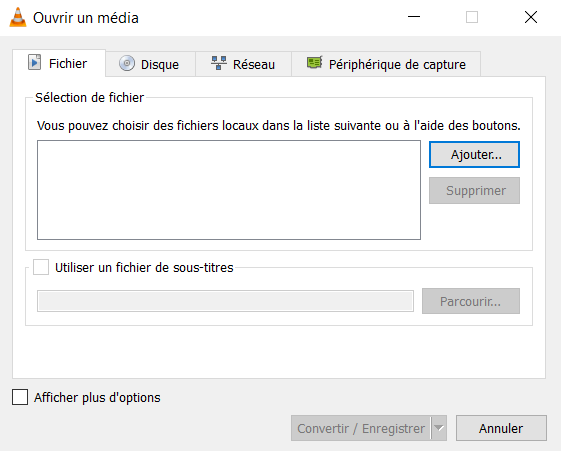 Ouvrir un média
Fichier
Disque
Réseau
Périphérique de capture
Sélection de fichier
Vous pouvez choisir des fichiers locaux dans la liste suivante ou à l'aide des boutons.
Ajouter...
Supprimer
Utiliser un fichier de sous-titres
Parcourir...
Afficher plus d'options
Convertir / Enregistrer
Annuler